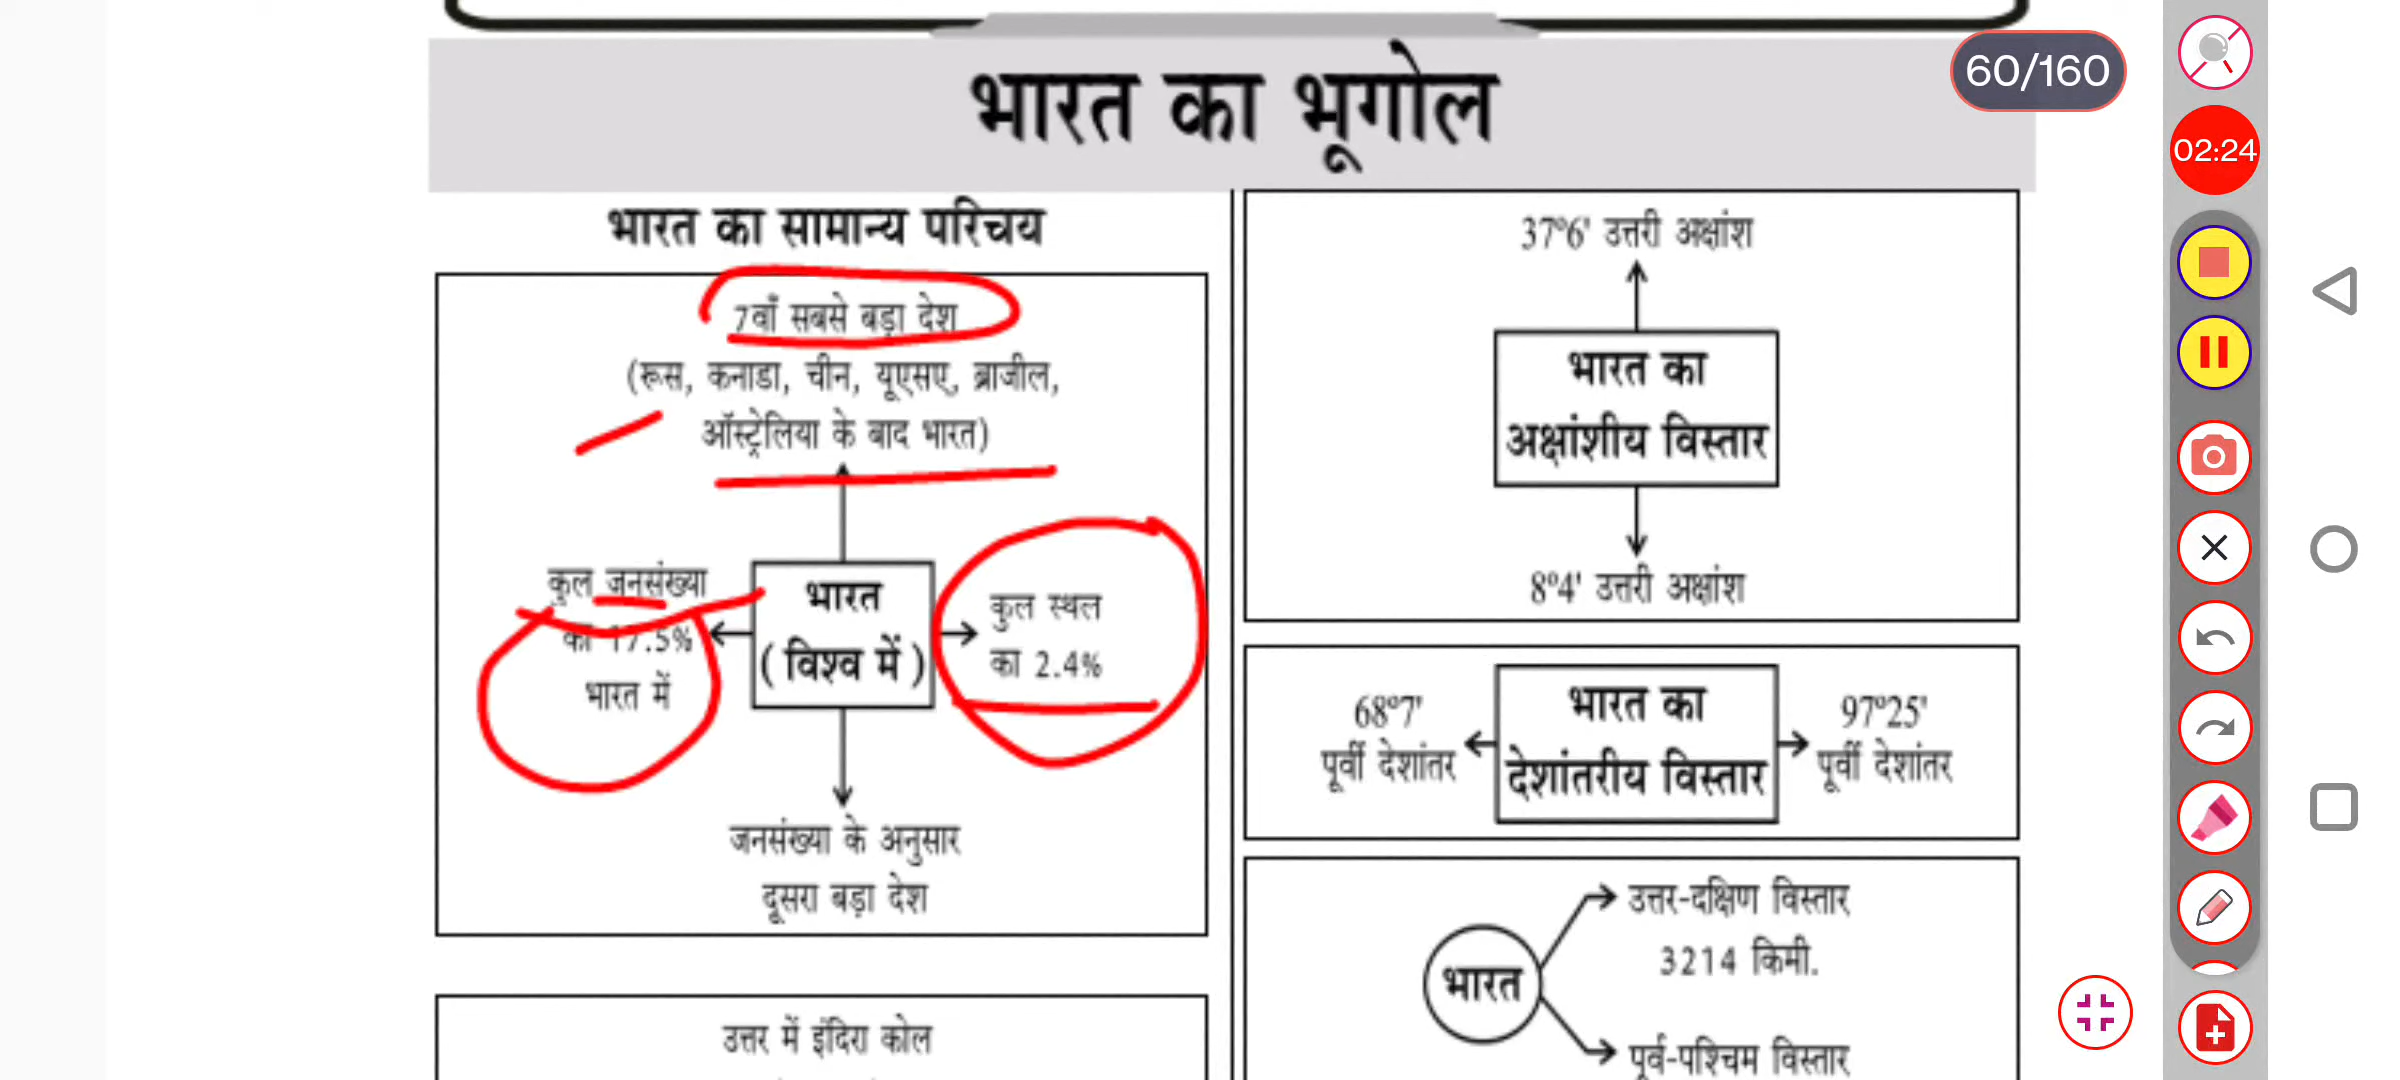 भारत का भूगोल
60/160
02:24
भारत का सामान्य परिचय
7वाँ सबसे बड़ा देश
(रूस, कनाडा, चीन, यूएसए, ब्राजील,
ऑस्ट्रेलिया के बाद भारत)
कुल जनसंख्या
का 17.5%
भारत में
भारत
(विश्व में)
कुल स्थल
का 2.4%
जनसंख्या के अनुसार
दूसरा बड़ा देश
उत्तर में इंदिरा कोल
37°6' उत्तरी अक्षांश
भारत का
अक्षांशीय विस्तार
8°4' उत्तरी अक्षांश
68°7'
पूर्वी देशांतर
भारत का
देशांतरीय विस्तार
97°25'
पूर्वी देशांतर
भारत
उत्तर-दक्षिण विस्तार
3214 किमी.
पूर्व-पश्चिम विस्तार